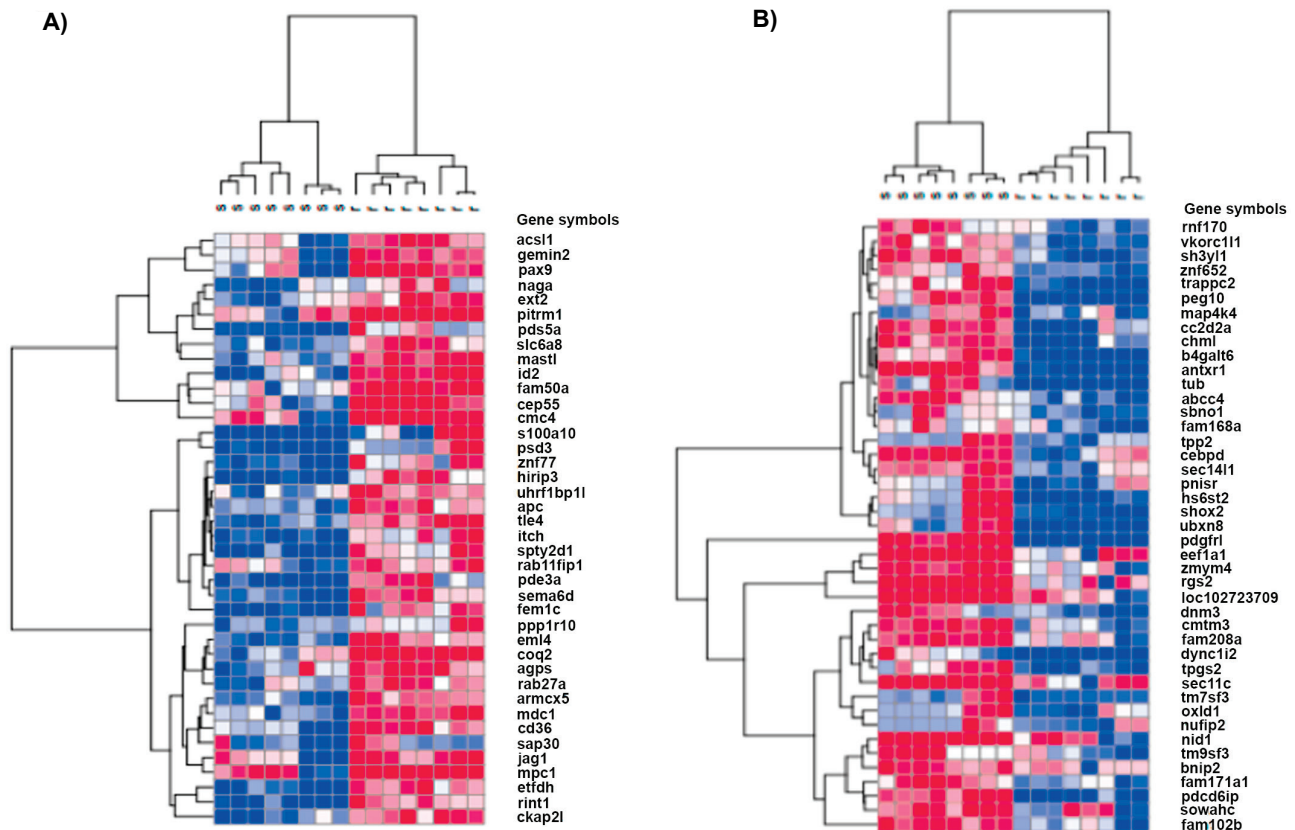 A)
B)
S S S S S S S S r r r r r r r r
S S S S S S S S r r r r r r r r
Gene symbols
acsl1
gemin2
pax9
naga
ext2
pitrm1
pds5a
slc6a8
mastl
id2
fam50a
cep55
cmc4
s100a10
psd3
znf77
hirip3
uhrf1bp1l
apc
tle4
itch
spty2d1
rab11fip1
pde3a
sema6d
fem1c
ppp1r10
eml4
coq2
agps
rab27a
armcx5
mdc1
cd36
sap30
jag1
mpc1
etfdh
rint1
ckap2l
Gene symbols
rnf170
vkorc1l1
sh3yl1
znf652
trappc2
peg10
map4k4
cc2d2a
chml
b4galt6
antxr1
tub
abcc4
sbno1
fam168a
tpp2
cebpd
sec14l1
pnisr
hs6st2
shox2
ubxn8
pdgfrl
eef1a1
zmym4
rgs2
loc102723709
dnm3
cmtm3
fam208a
dync1i2
tpgs2
sec11c
tm7sf3
oxld1
nufip2
nid1
tm9sf3
bnip2
fam171a1
pdcd6ip
sowahc
fam102b